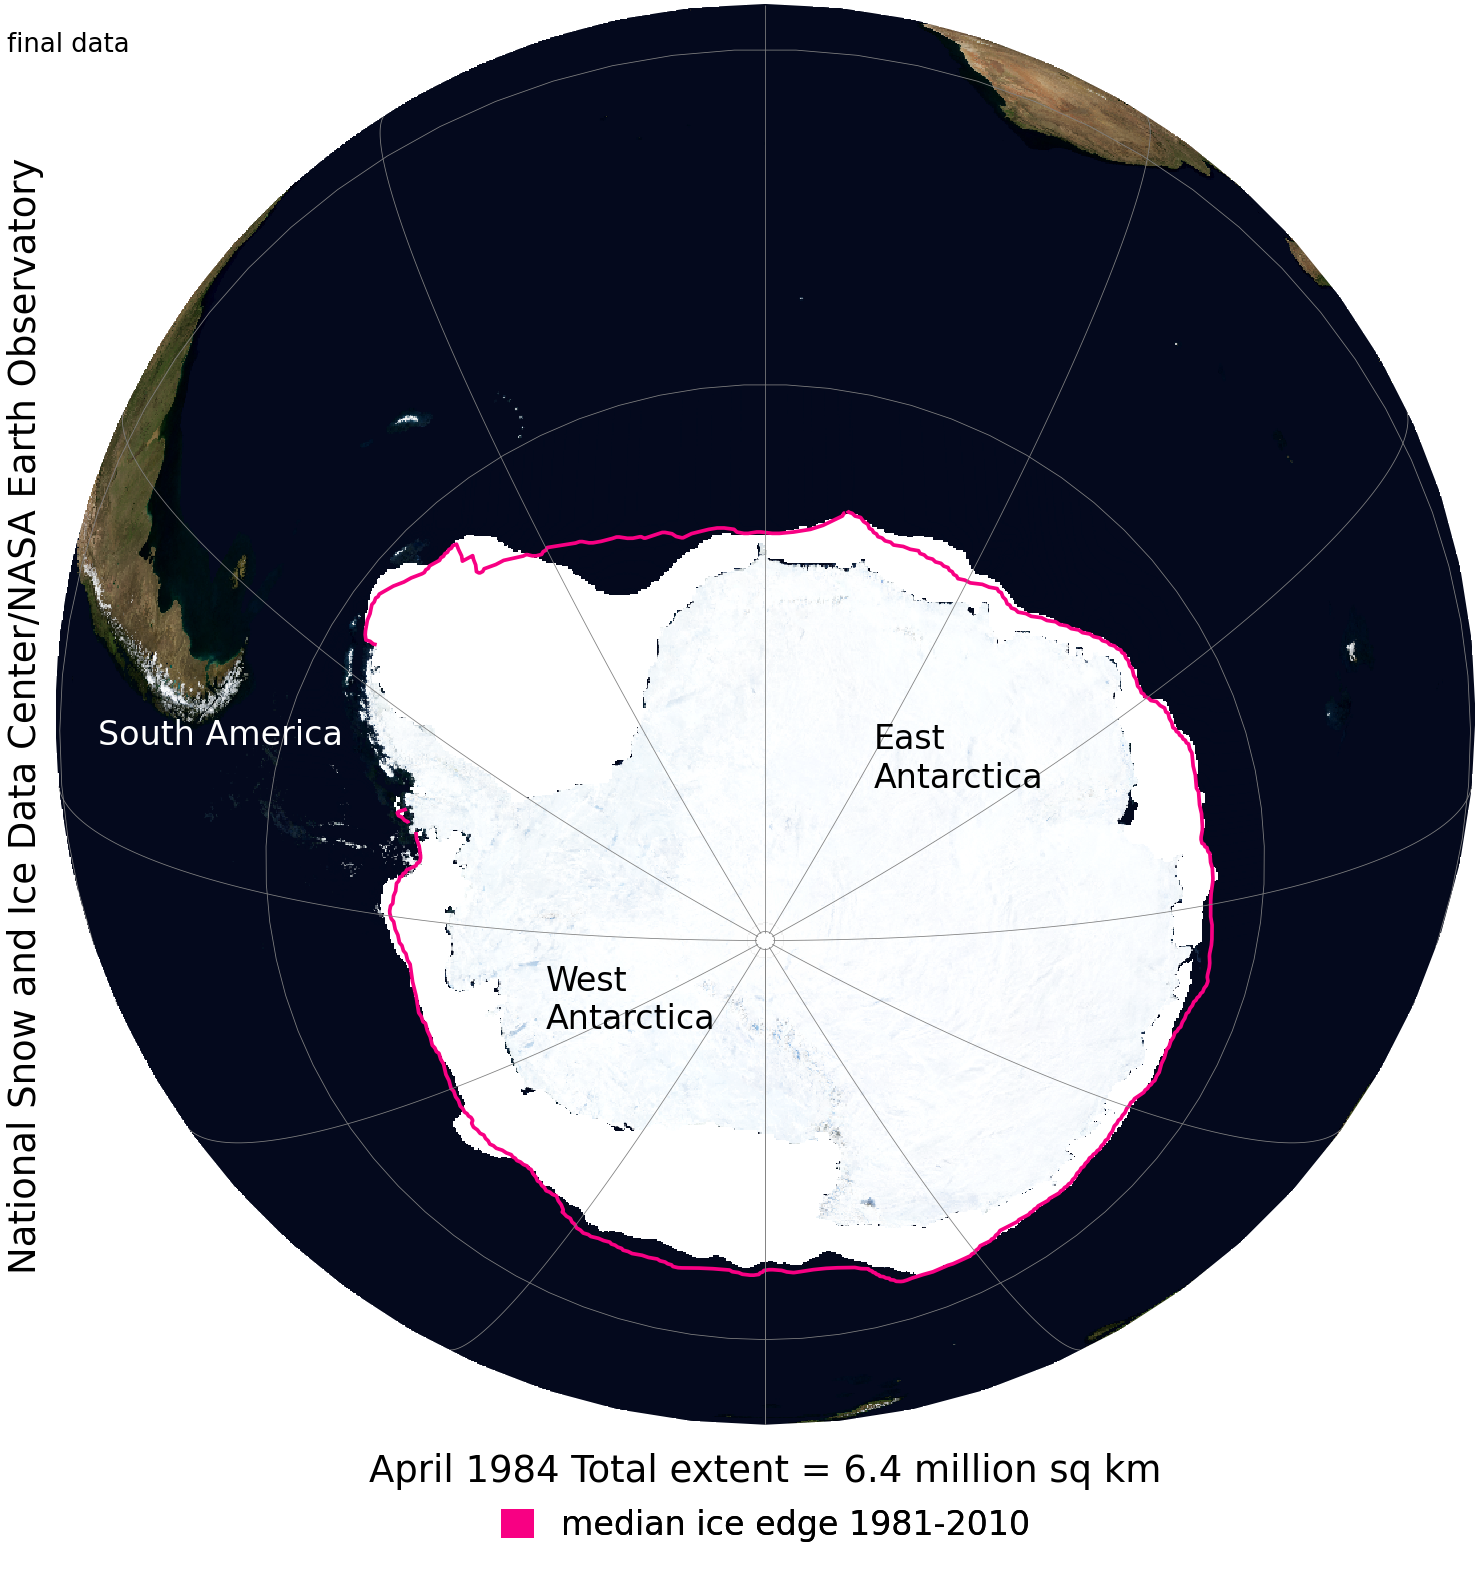 final data
National Snow and Ice Data Center/NASA Earth Observatory
South America
East
Antarctica
West
Antarctica
April 1984 Total extent = 6.4 million sq km
median ice edge 1981-2010